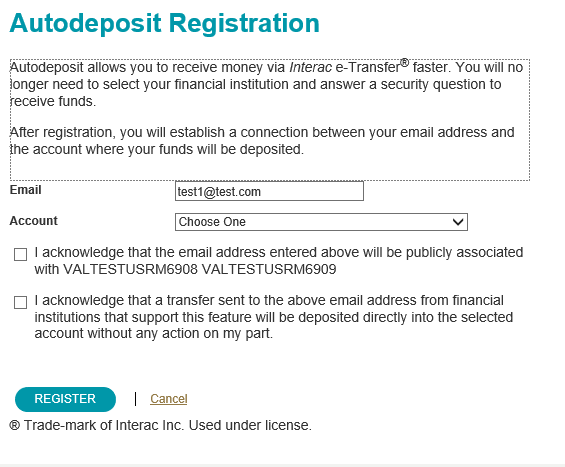 Autodeposit Registration
Autodeposit allows you to receive money via Interac e-Transfer® faster. You will no
longer need to select your financial institution and answer a security question to
receive funds.
After registration, you will establish a connection between your email address and
the account where your funds will be deposited.
Email test1@test.com
Account Choose One
I acknowledge that the email address entered above will be publicly associated
with VALTESTUSRM6908 VALTESTUSRM6909
I acknowledge that a transfer sent to the above email address from financial
institutions that support this feature will be deposited directly into the selected
account without any action on my part.
REGISTER | Cancel
® Trade-mark of Interac Inc. Used under license.